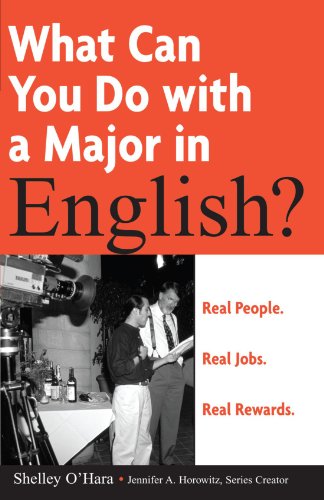 What Can
You Do with
a Major in
English?
Real People.
Real Jobs.
Real Rewards.
Shelley O'Hara • Jennifer A. Horowitz, Series Creator